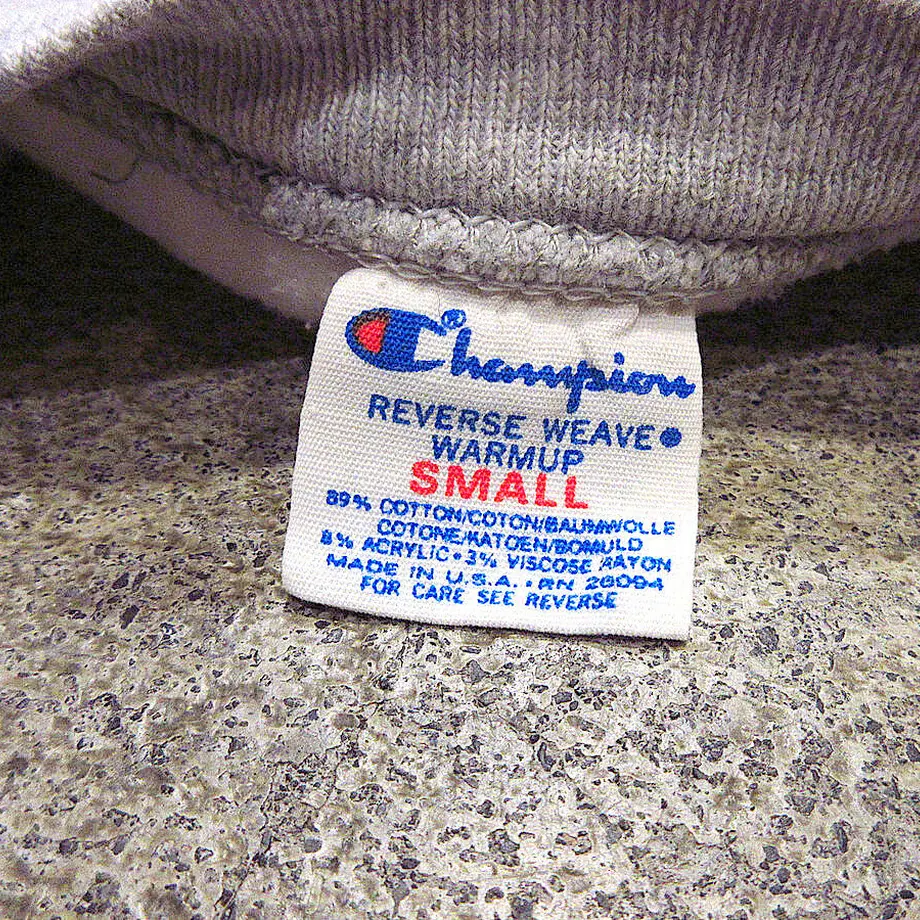 Champion®
REVERSE WEAVE●
WARMUP
SMALL
89% COTTON/COTON/BAUMWOLLE
COTONE/KATOEN/BOMULD
8% ACRYLIC•3% VISCOSE RAYON
MADE IN U.S.A. • RN 26094
FOR CARE SEE REVERSE